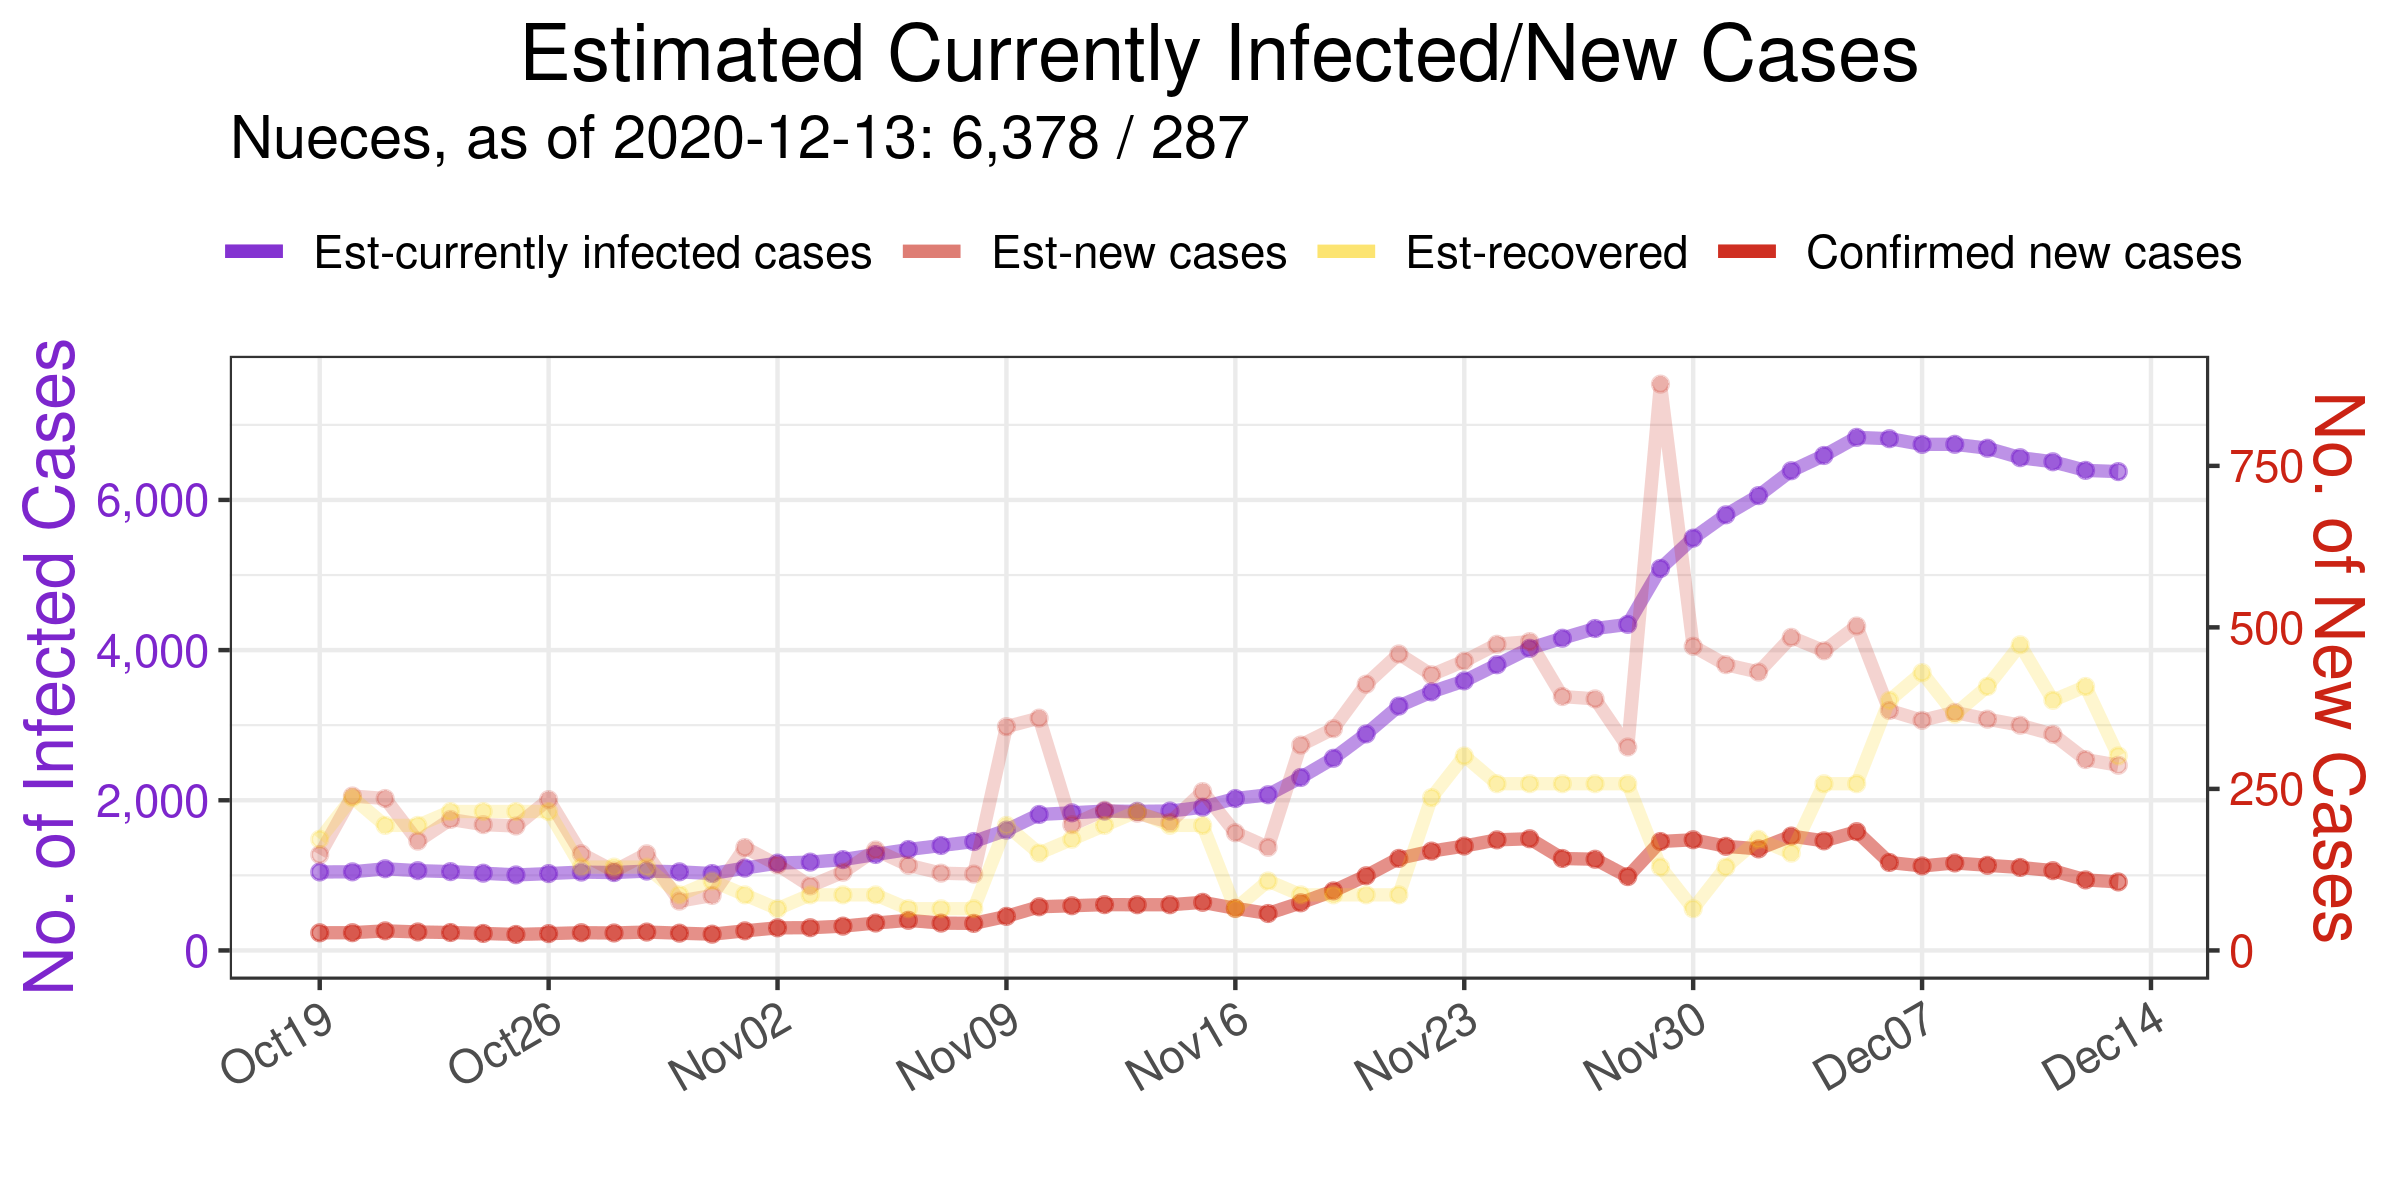 Estimated Currently Infected/New Cases
Nueces, as of 2020-12-13: 6,378 / 287
Est-currently infected cases Est-new cases Est-recovered Confirmed new cases
No. of Infected Cases
6,000
4,000
2,000
0
750
500
250
0
No. of New Cases
Oct19 Oct26 Nov02 Nov09 Nov16 Nov23 Nov30 Dec07 Dec14